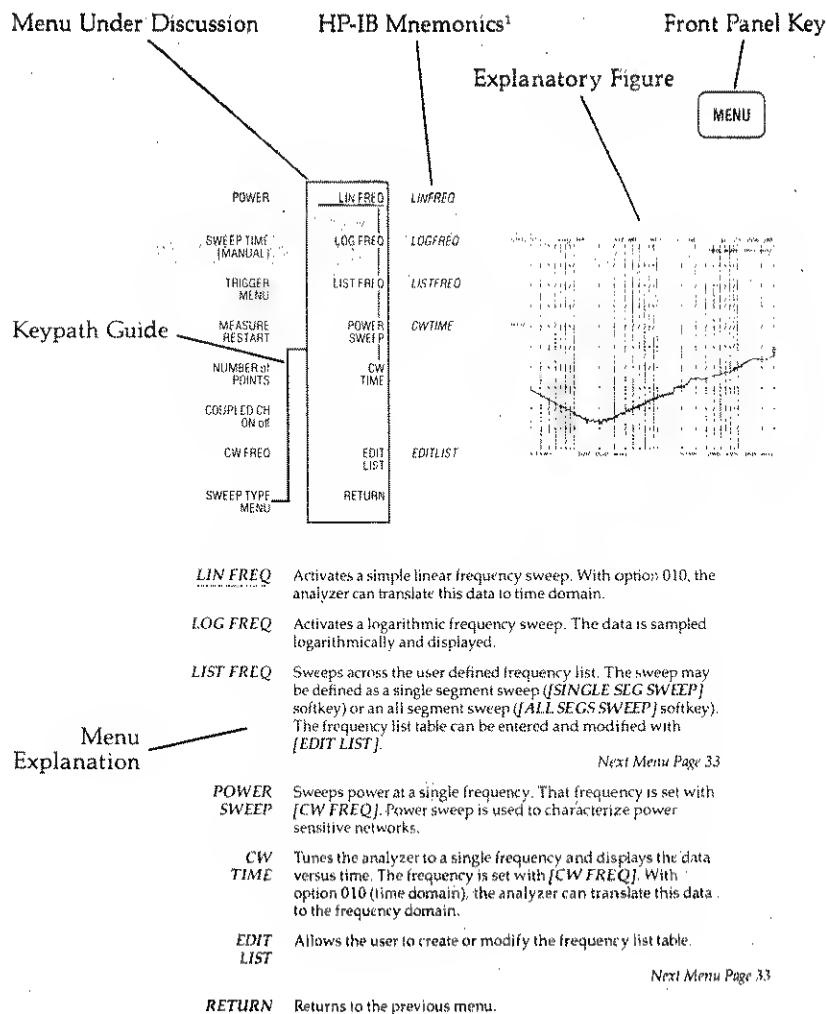 Menu Under Discussion
HP-IB Mnemonics¹
Front Panel Key
Explanatory Figure
MENU
POWER
LIN FREQ
LINFREQ
SWEEP TIME
[MANUAL]
LOG FREQ
LOGFREQ
TRIGGER
MENU
LIST FREQ
LISTFREQ
Keypath Guide
MEASURE
RESTART
POWER
SWEEP
CWTIME
NUMBER of
POINTS
CW
TIME
COUPLED CH
ON off
CW FREQ
EDIT
LIST
EDITLIST
SWEEP TYPE
MENU
RETURN
LIN FREQ Activates a simple linear frequency sweep. With option 010, the
analyzer can translate this data to time domain.
LOG FREQ Activates a logarithmic frequency sweep. The data is sampled
logarithmically and displayed.
LIST FREQ Sweeps across the user defined frequency list. The sweep may
be defined as a single segment sweep ([SINGLE SEG SWEEP]
softkey) or an all segment sweep ([ALL SEGS SWEEP] softkey).
The frequency list table can be entered and modified with
[EDIT LIST].
Menu
Explanation
Next Menu Page 33
POWER Sweeps power at a single frequency. That frequency is set with
SWEEP [CW FREQ]. Power sweep is used to characterize power
sensitive networks.
CW Tunes the analyzer to a single frequency and displays the data
TIME versus time. The frequency is set with [CW FREQ]. With
option 010 (time domain), the analyzer can translate this data
to the frequency domain.
EDIT Allows the user to create or modify the frequency list table.
LIST
Next Menu Page 33
RETURN Returns to the previous menu.